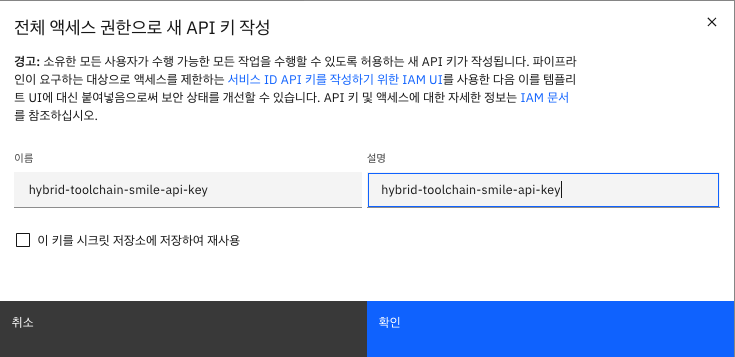 전체 액세스 권한으로 새 API 키 작성
경고: 소유한 모든 사용자가 수행 가능한 모든 작업을 수행할 수 있도록 허용하는 새 API 키가 작성됩니다. 파이프라
인이 요구하는 대상으로 액세스를 제한하는 서비스 ID API 키를 작성하기 위한 IAM UI를 사용한 다음 이를 템플리
트 UI에 대신 붙여넣음으로써 보안 상태를 개선할 수 있습니다. API 키 및 액세스에 대한 자세한 정보는 IAM 문서
를 참조하십시오.
이름
설명
hybrid-toolchain-smile-api-key
hybrid-toolchain-smile-api-key
이 키를 시크릿 저장소에 저장하여 재사용
취소
확인